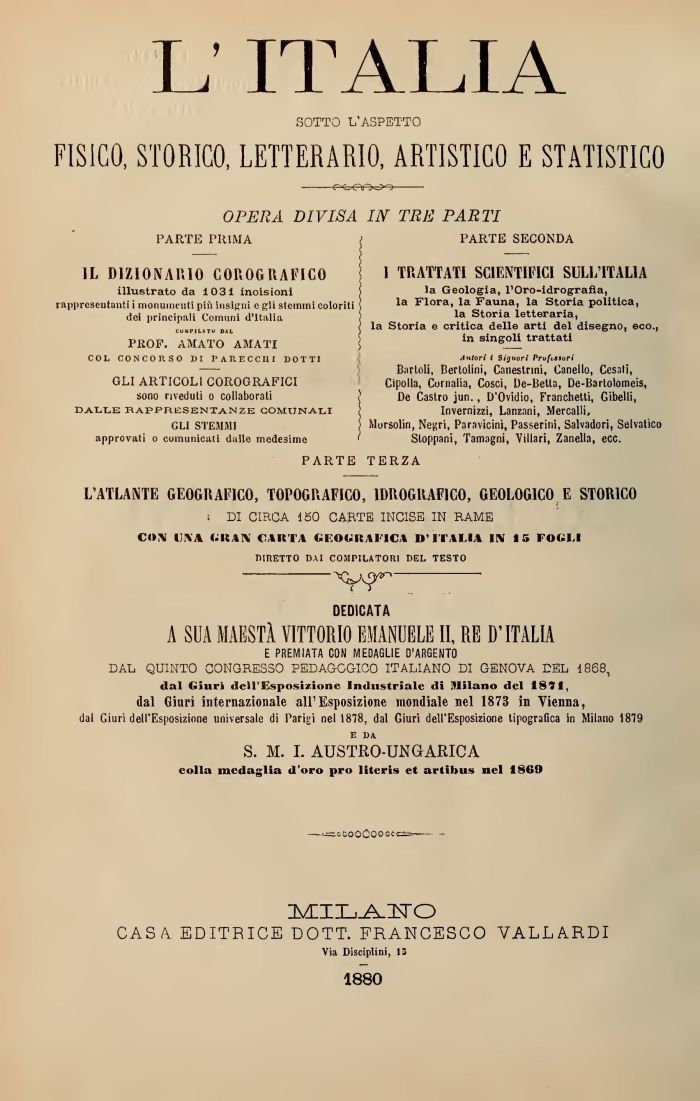 L'ITALIA
SOTTO L'ASPETTO
FISICO, STORICO, LETTERARIO, ARTISTICO E STATISTICO
OPERA DIVISA IN TRE PARTI
PARTE PRIMA
IL DIZIONARIO COROGRAFICO
illustrato da 1031 incisioni
rappresentanti i monumenti più insigni e gli stemmi coloriti
dei principali Comuni d'Italia
COMPILATO DAL
PROF. AMATO AMATI
COL CONCORSO DI PARECCHI DOTTI
GLI ARTICOLI COROGRAFICI
sono riveduti o collaborati
DALLE RAPPRESENTANZE COMUNALI
GLI STEMMI
approvati o comunicati dalle medesime
PARTE SECONDA
I TRATTATI SCIENTIFICI SULL'ITALIA
la Geologia, l'Oro-idrografia,
la Flora, la Fauna, la Storia politica,
la Storia letteraria,
la Storia e critica delle arti del disegno, ecc.,
in singoli trattati
Autori i Signori Professori
Bartoli, Bertolini, Canestrini, Canello, Cesati,
Cipolla, Cornalia, Cosci, De-Betta, De-Bartolomeis,
De Castro jun., D'Ovidio, Franchetti, Gibelli,
Invernizzi, Lanzani, Mercalli,
Morsolin, Negri, Paravicini, Passerini, Salvadori, Selvatico
Stoppani, Tamagni, Villari, Zanella, ecc.
PARTE TERZA
L'ATLANTE GEOGRAFICO, TOPOGRAFICO, IDROGRAFICO, GEOLOGICO E STORICO
DI CIRCA 150 CARTE INCISE IN RAME
CON UNA GRAN CARTA GEOGRAFICA D'ITALIA IN 15 FOGLI
DIRETTO DAI COMPILATORI DEL TESTO
DEDICATA
A SUA MAESTÀ VITTORIO EMANUELE II, RE D'ITALIA
E PREMIATA CON MEDAGLIE D'ARGENTO
DAL QUINTO CONGRESSO PEDAGOGICO ITALIANO DI GENOVA DEL 1868,
dal Giurì dell'Esposizione Industriale di Milano del 1871,
dal Giurì internazionale all'Esposizione mondiale nel 1873 in Vienna,
dal Giurì dell'Esposizione universale di Parigi nel 1878, dal Giurì dell'Esposizione tipografica in Milano 1879
E DA
S. M. I. AUSTRO-UNGARICA
colla medaglia d'oro pro literis et artibus nel 1869
MILANO
CASA EDITRICE DOTT. FRANCESCO VALLARDI
Via Disciplini, 15
1880